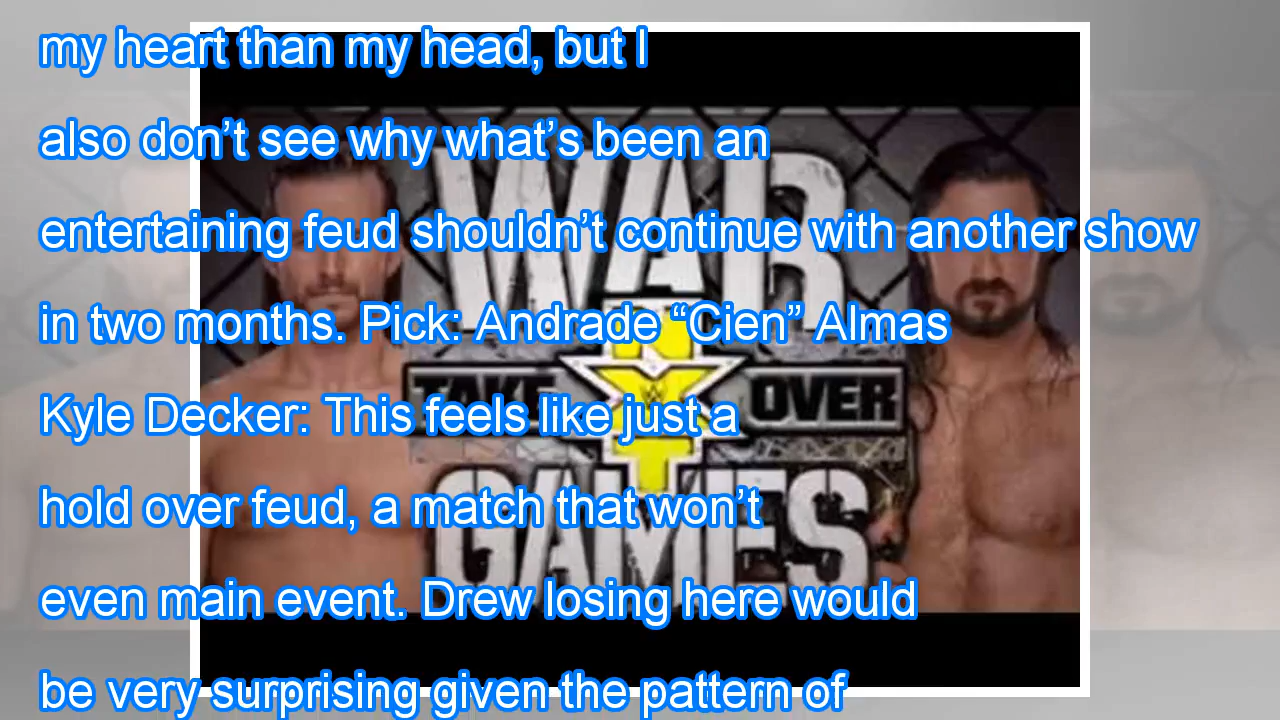 my heart than my head, but I
also don’t see why what’s been an
entertaining feud shouldn’t continue with another show
in two months. Pick: Andrade “Cien” Almas
Kyle Decker: This feels like just a
hold over feud, a match that won’t
even main event. Drew losing here would
be very surprising given the pattern of
WAR
NXT
TAKE OVER
GAMES